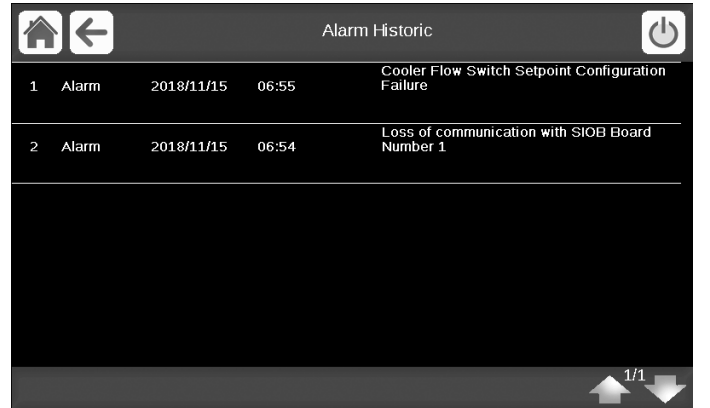 Alarm Historic
1 Alarm 2018/11/15 06:55 Cooler Flow Switch Setpoint Configuration
Failure
2 Alarm 2018/11/15 06:54 Loss of communication with SIOB Board
Number 1
1/1